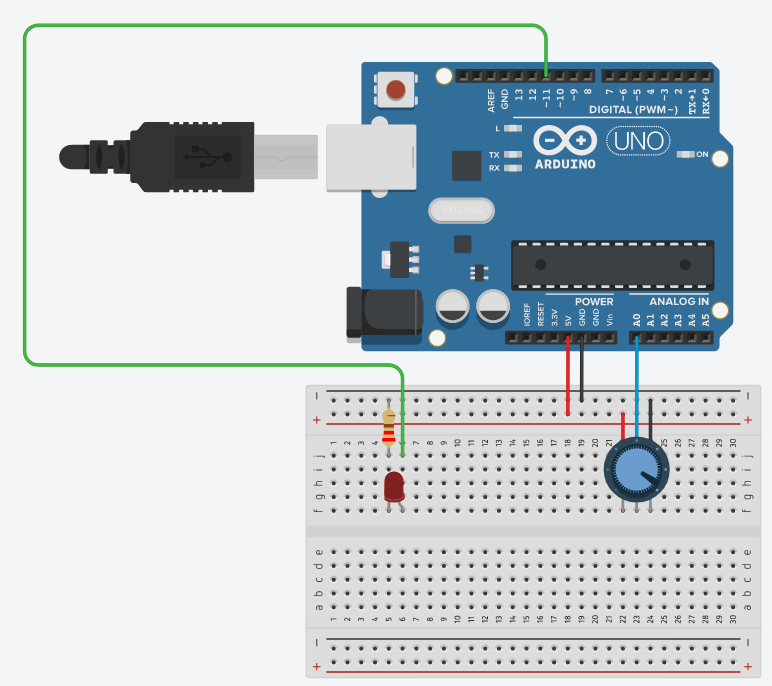 AREF
GND
13
12
~11
~10
~9
8
7
~6
~5
4
~3
2
TX→1
RX←0
DIGITAL (PWM~)
L
TX
RX
UNO
ON
ARDUINO
POWER
ANALOG IN
IOREF
RESET
3.3V
5V
GND
GND
Vin
A0
A1
A2
A3
A4
A5
− −
+ +
1 2 3 4 7 8 9 10 11 12 13 14 15 16 17 18 19 20 21 25 26 27 28 29 30
j j
i i
h h
g g
f f
e e
d d
c c
b b
a a
1 2 3 4 5 6 7 8 9 10 11 12 13 14 15 16 17 18 19 20 21 22 23 24 25 26 27 28 29 30
− −
+ +